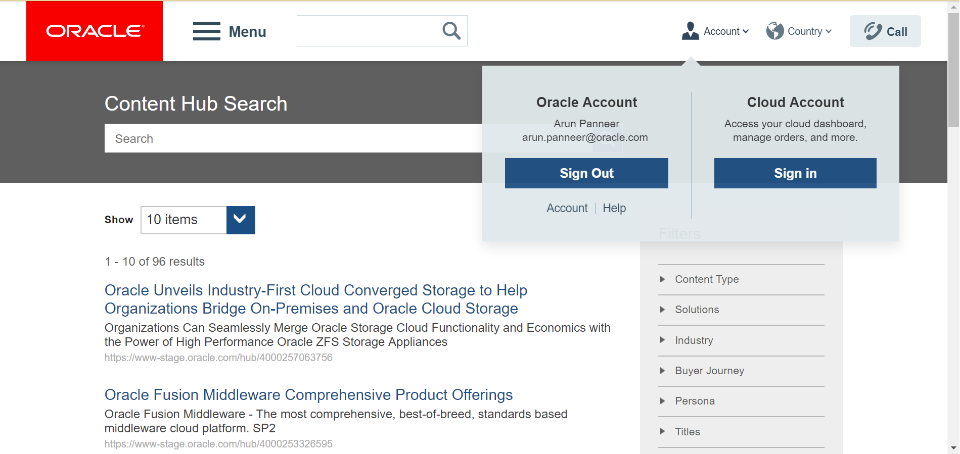 ORACLE
Menu
Account
Country
Call
Content Hub Search
Search
Oracle Account
Arun Panneer
arun.panneer@oracle.com
Sign Out
Account | Help
Cloud Account
Access your cloud dashboard,
manage orders, and more.
Sign in
Show 10 items
1 - 10 of 96 results
Oracle Unveils Industry-First Cloud Converged Storage to Help
Organizations Bridge On-Premises and Oracle Cloud Storage
Organizations Can Seamlessly Merge Oracle Storage Cloud Functionality and Economics with
the Power of High Performance Oracle ZFS Storage Appliances
https://www-stage.oracle.com/hub/4000257063756
Oracle Fusion Middleware Comprehensive Product Offerings
Oracle Fusion Middleware - The most comprehensive, best-of-breed, standards based
middleware cloud platform. SP2
https://www-stage.oracle.com/hub/4000253326595
Filters
Content Type
Solutions
Industry
Buyer Journey
Persona
Titles